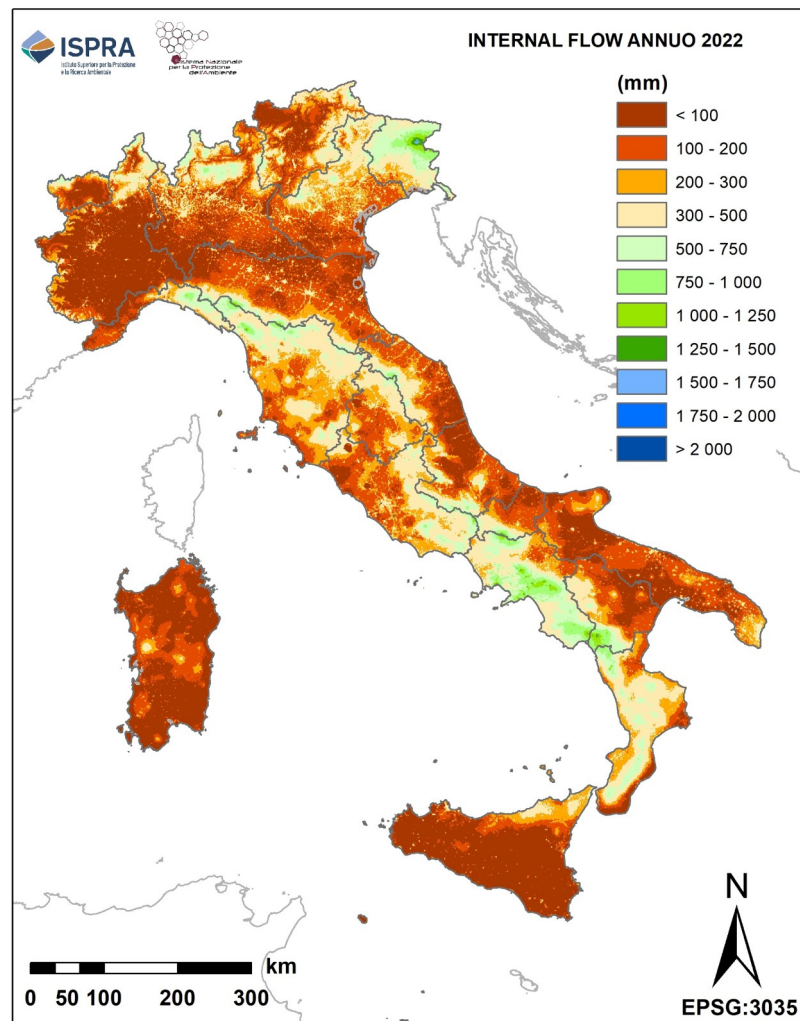 ISPRA
Istituto Superiore per la Protezione
e la Ricerca Ambientale
Sistema Nazionale
per la Protezione
dell'Ambiente
INTERNAL FLOW ANNUO 2022
(mm)
< 100
100 - 200
200 - 300
300 - 500
500 - 750
750 - 1 000
1 000 - 1 250
1 250 - 1 500
1 500 - 1 750
1 750 - 2 000
> 2 000
N
km
0 50 100 200 300
EPSG:3035